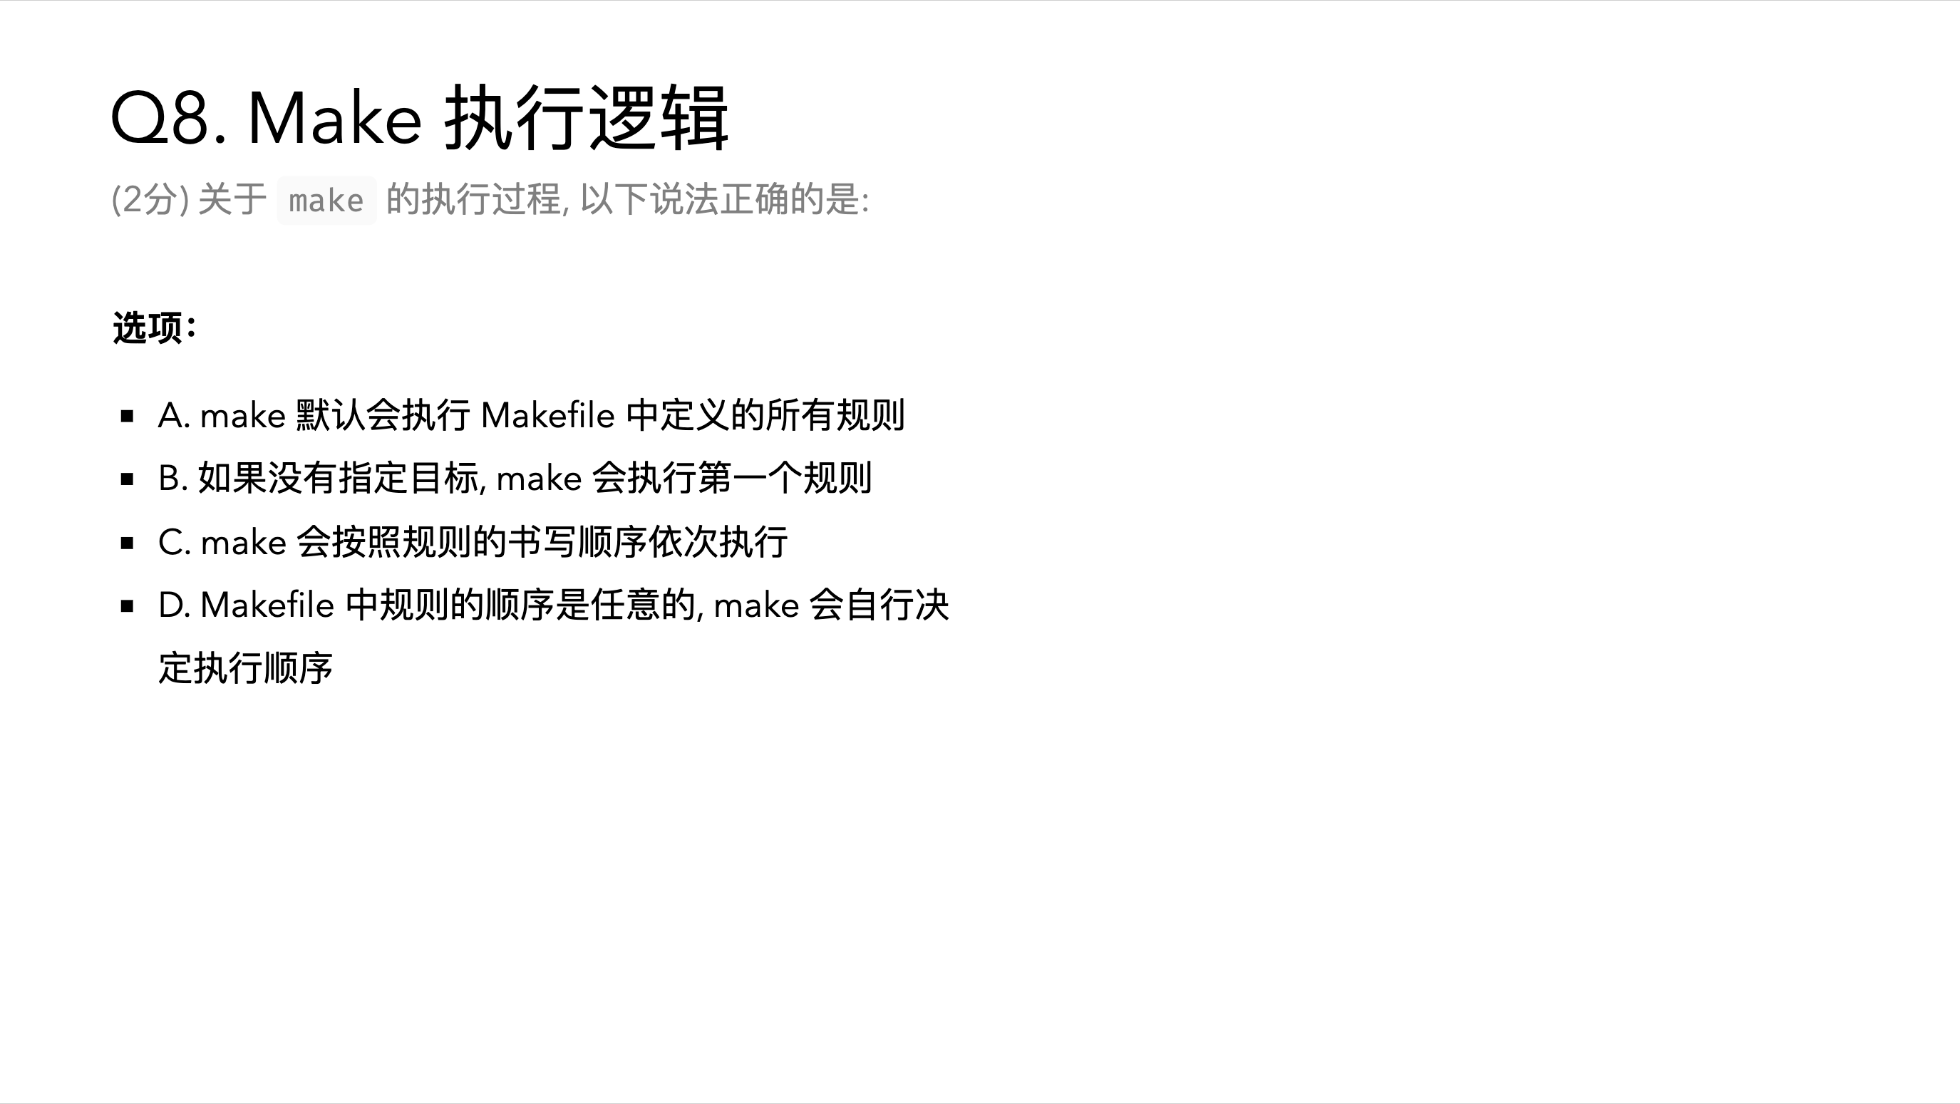 Q8. Make 执行逻辑
(2分) 关于 make 的执行过程, 以下说法正确的是:
选项：
▪ A. make 默认会执行 Makefile 中定义的所有规则
▪ B. 如果没有指定目标, make 会执行第一个规则
▪ C. make 会按照规则的书写顺序依次执行
▪ D. Makefile 中规则的顺序是任意的, make 会自行决
定执行顺序